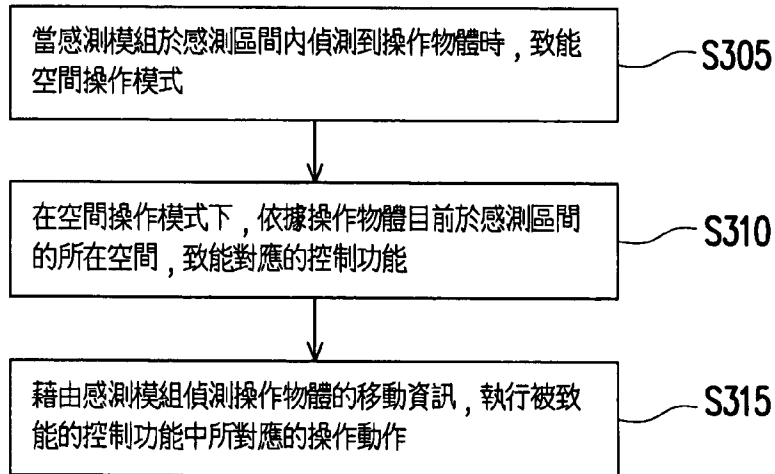 當感測模組於感測區間內偵測到操作物體時，致能
空間操作模式
S305
在空間操作模式下，依據操作物體目前於感測區間
的所在空間，致能對應的控制功能
S310
藉由感測模組偵測操作物體的移動資訊，執行被致
能的控制功能中所對應的操作動作
S315